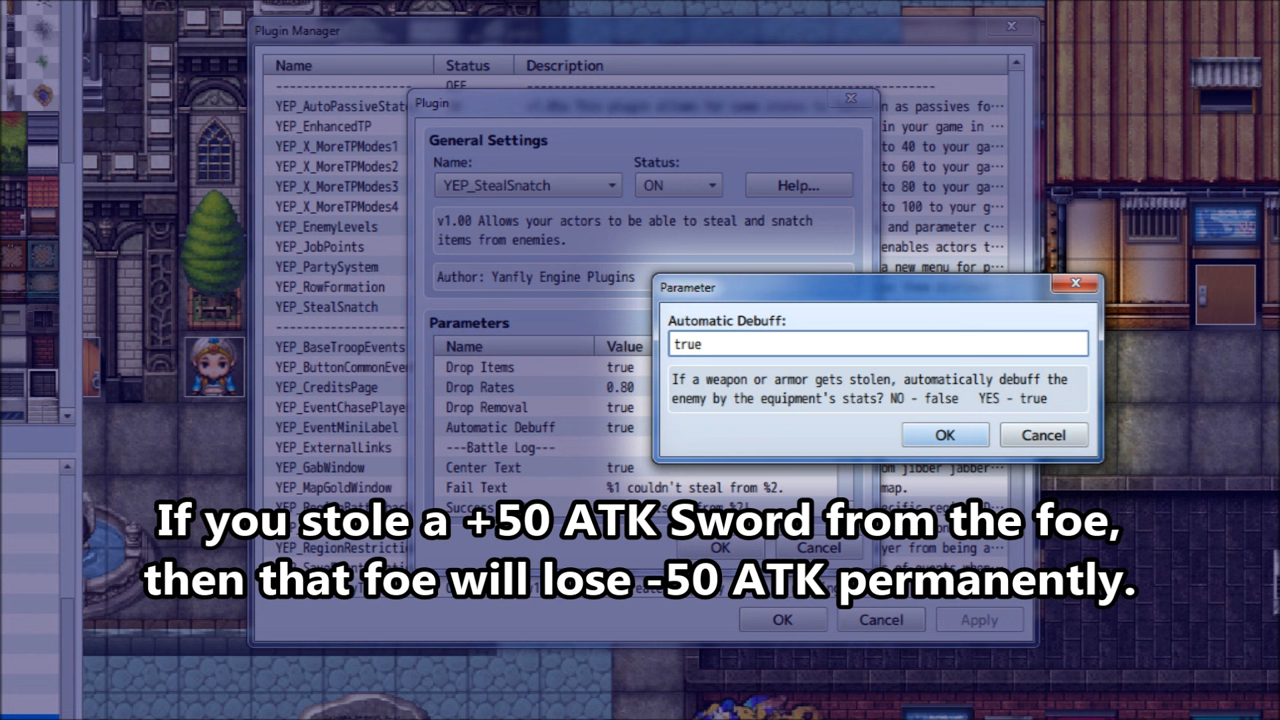 Plugin Manager
Name Status Description
OFF
YEP_AutoPassiveState as passives fo…
YEP_EnhancedTP in your game in …
YEP_X_MoreTPModes1 to 40 to your ga…
YEP_X_MoreTPModes2 to 60 to your ga…
YEP_X_MoreTPModes3 to 80 to your ga…
YEP_X_MoreTPModes4 to 100 to your g…
YEP_EnemyLevels and parameter c…
YEP_JobPoints enables actors t…
YEP_PartySystem a new menu for p…
YEP_RowFormation
YEP_StealSnatch
YEP_BaseTroopEvents
YEP_ButtonCommonEve
YEP_CreditsPage
YEP_EventChasePlaye
YEP_EventMiniLabel
YEP_ExternalLinks
YEP_GabWindow jibber jabber…
YEP_MapGoldWindow map.
YEP_RegionRestricti yer from being a…
OK Cancel Apply
Plugin
General Settings
Name: Status:
YEP_StealSnatch ON Help...
v1.00 Allows your actors to be able to steal and snatch
items from enemies.
Author: Yanfly Engine Plugins
Parameters
Name Value
Drop Items true
Drop Rates 0.80
Drop Removal true
Automatic Debuff true
---Battle Log---
Center Text true
Fail Text %1 couldn't steal from %2.
OK Cancel
Parameter
Automatic Debuff:
true
If a weapon or armor gets stolen, automatically debuff the
enemy by the equipment's stats? NO - false YES - true
OK Cancel
If you stole a +50 ATK Sword from the foe,
then that foe will lose -50 ATK permanently.